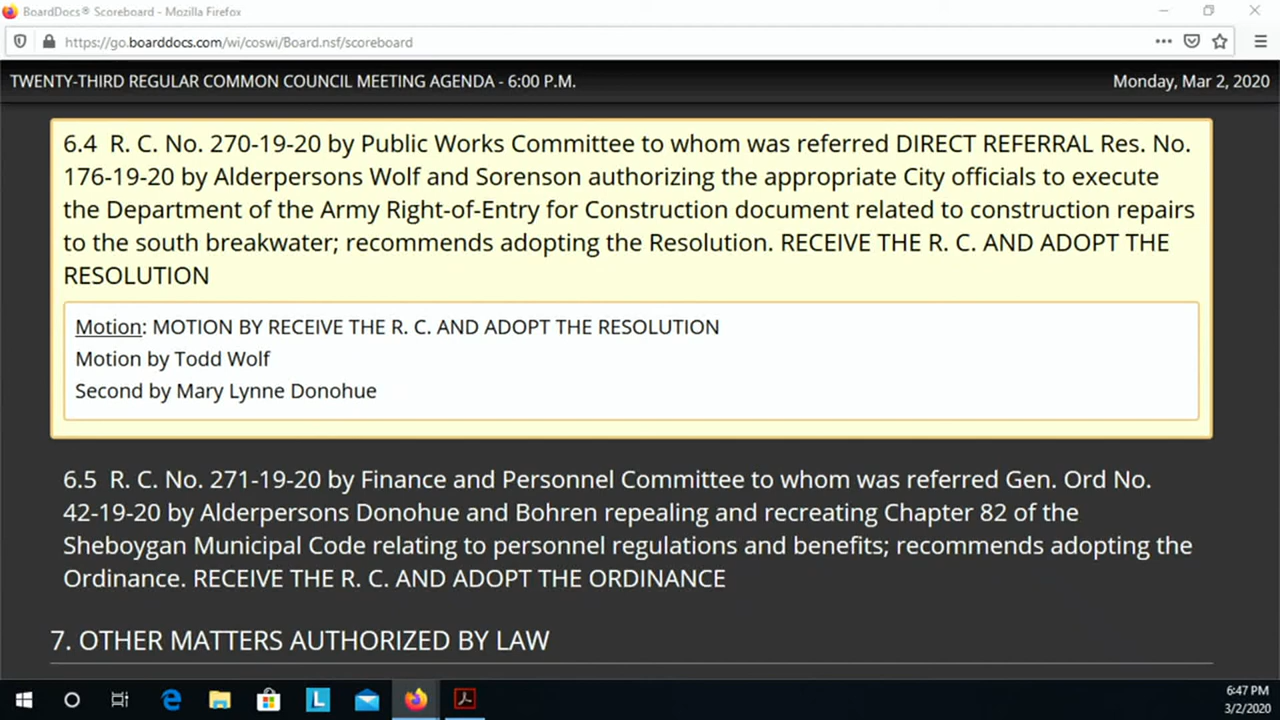 BoardDocs® Scoreboard - Mozilla Firefox
https://go.boarddocs.com/wi/coswi/Board.nsf/scoreboard
TWENTY-THIRD REGULAR COMMON COUNCIL MEETING AGENDA - 6:00 P.M. Monday, Mar 2, 2020
6.4 R. C. No. 270-19-20 by Public Works Committee to whom was referred DIRECT REFERRAL Res. No.
176-19-20 by Alderpersons Wolf and Sorenson authorizing the appropriate City officials to execute
the Department of the Army Right-of-Entry for Construction document related to construction repairs
to the south breakwater; recommends adopting the Resolution. RECEIVE THE R. C. AND ADOPT THE
RESOLUTION
Motion: MOTION BY RECEIVE THE R. C. AND ADOPT THE RESOLUTION
Motion by Todd Wolf
Second by Mary Lynne Donohue
6.5 R. C. No. 271-19-20 by Finance and Personnel Committee to whom was referred Gen. Ord No.
42-19-20 by Alderpersons Donohue and Bohren repealing and recreating Chapter 82 of the
Sheboygan Municipal Code relating to personnel regulations and benefits; recommends adopting the
Ordinance. RECEIVE THE R. C. AND ADOPT THE ORDINANCE
7. OTHER MATTERS AUTHORIZED BY LAW
L
6:47 PM
3/2/2020